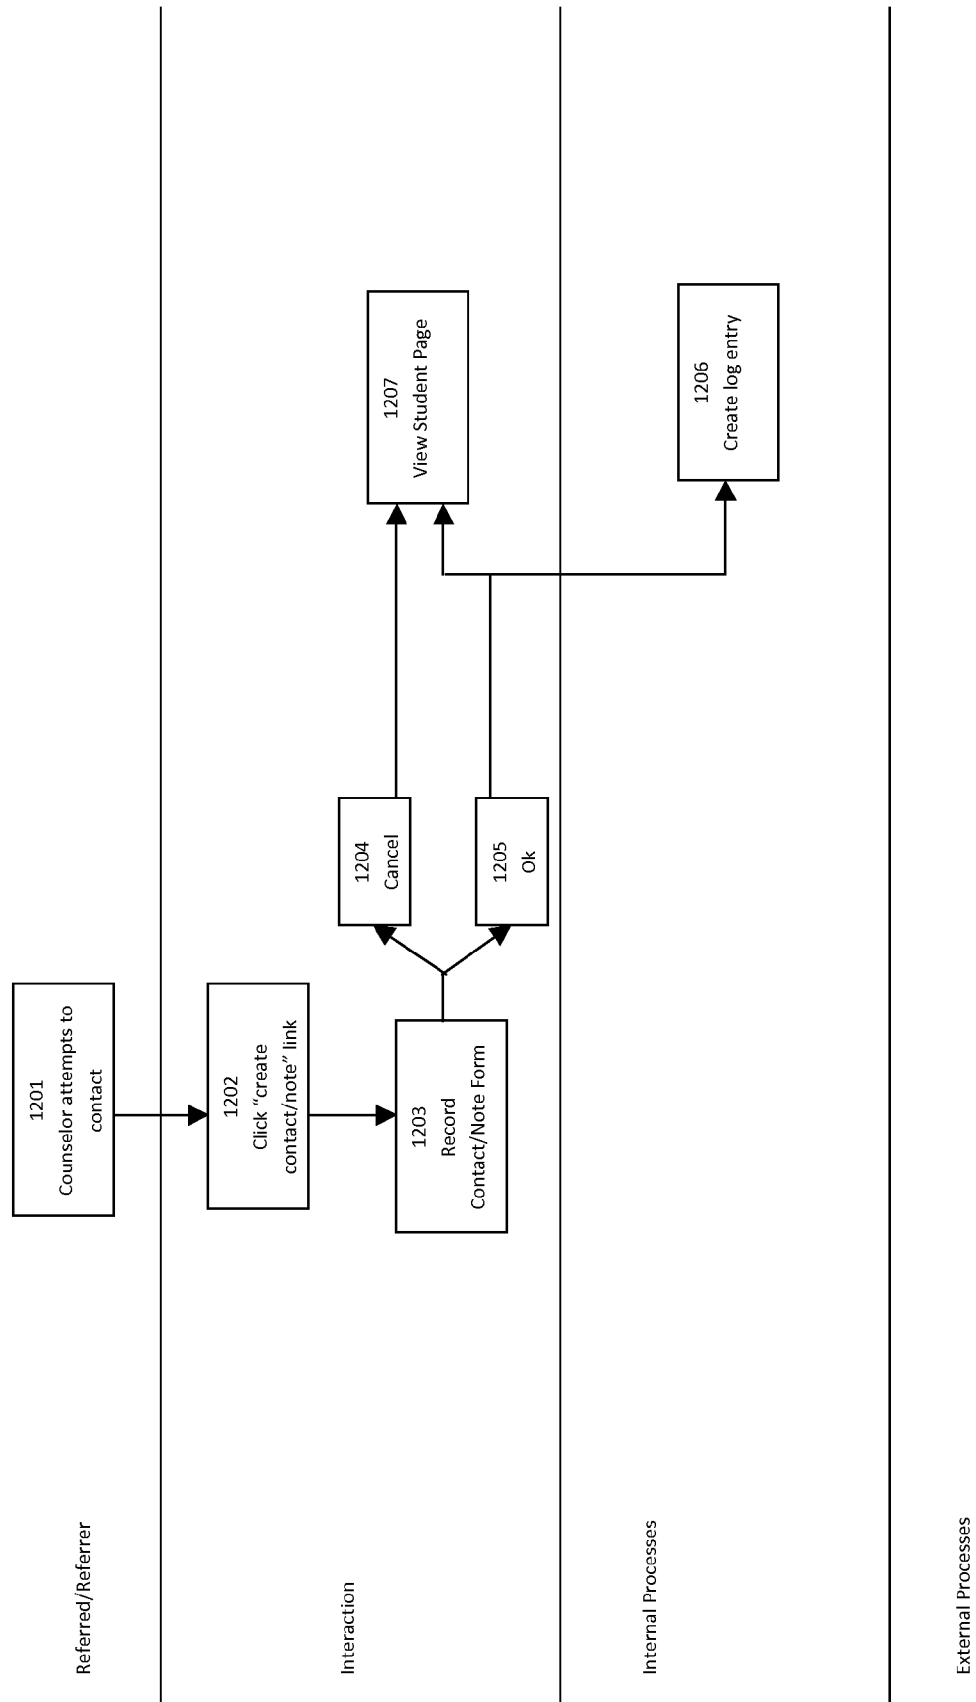 Referred/Referrer
1201
Counselor attempts to
contact
Interaction
1202
Click “create
contact/note” link
1203
Record
Contact/Note Form
1204
Cancel
1205
Ok
1207
View Student Page
Internal Processes
1206
Create log entry
External Processes